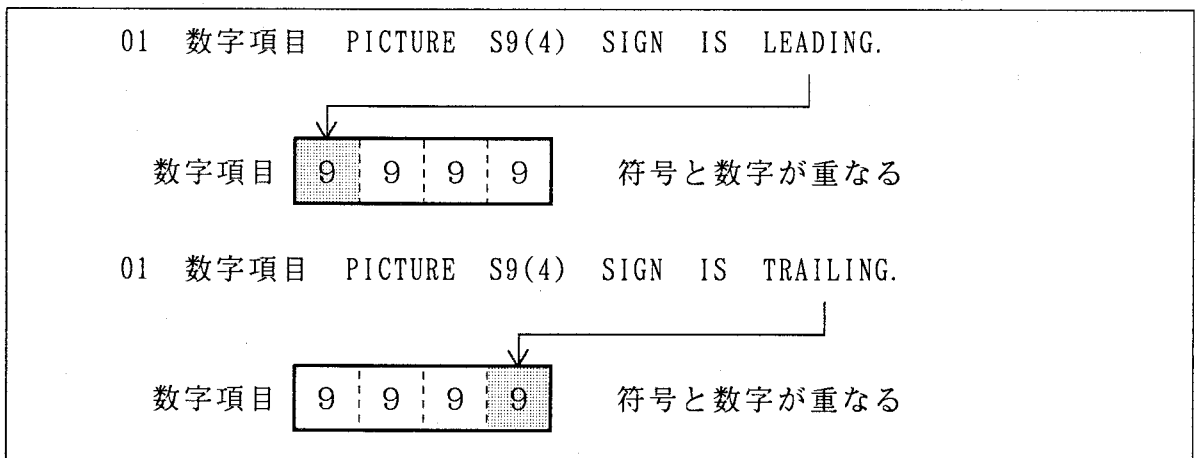 01 数字項目 PICTURE S9(4) SIGN IS LEADING.
数字項目 9 9 9 9 符号と数字が重なる
01 数字項目 PICTURE S9(4) SIGN IS TRAILING.
数字項目 9 9 9 9 符号と数字が重なる